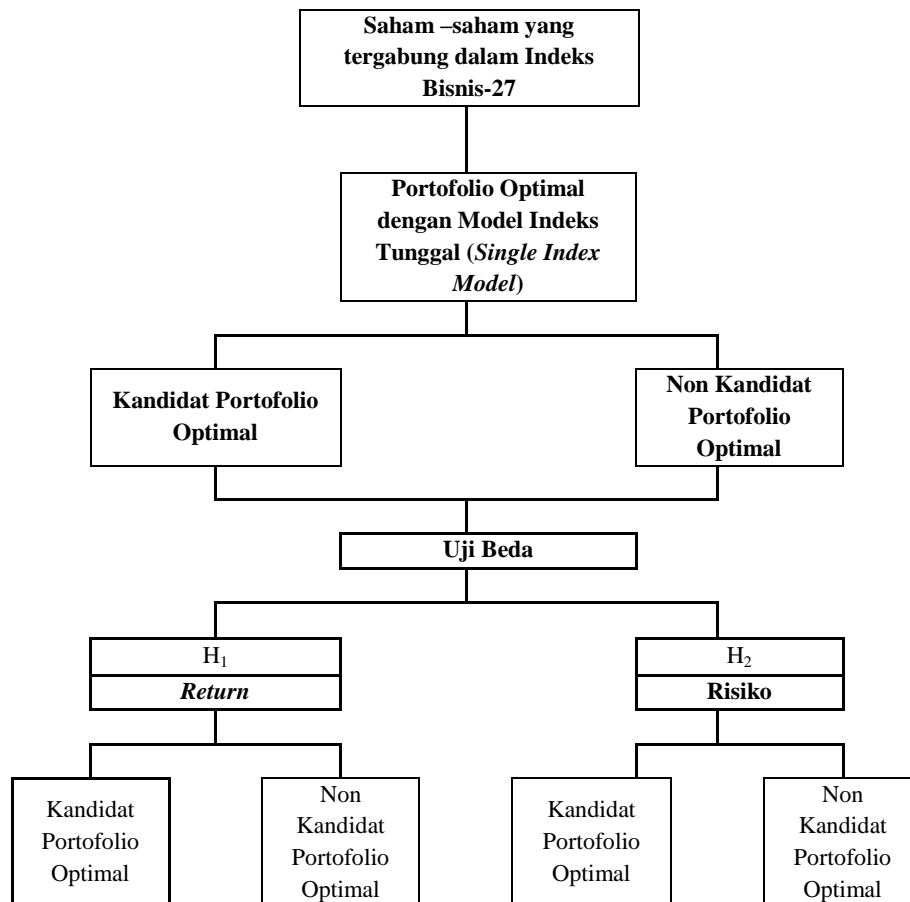 Saham –saham yang
tergabung dalam Indeks
Bisnis-27
Portofolio Optimal
dengan Model Indeks
Tunggal (Single Index
Model)
Kandidat Portofolio
Optimal
Non Kandidat
Portofolio
Optimal
Uji Beda
H₁
Return
H₂
Risiko
Kandidat
Portofolio
Optimal
Non
Kandidat
Portofolio
Optimal
Kandidat
Portofolio
Optimal
Non
Kandidat
Portofolio
Optimal